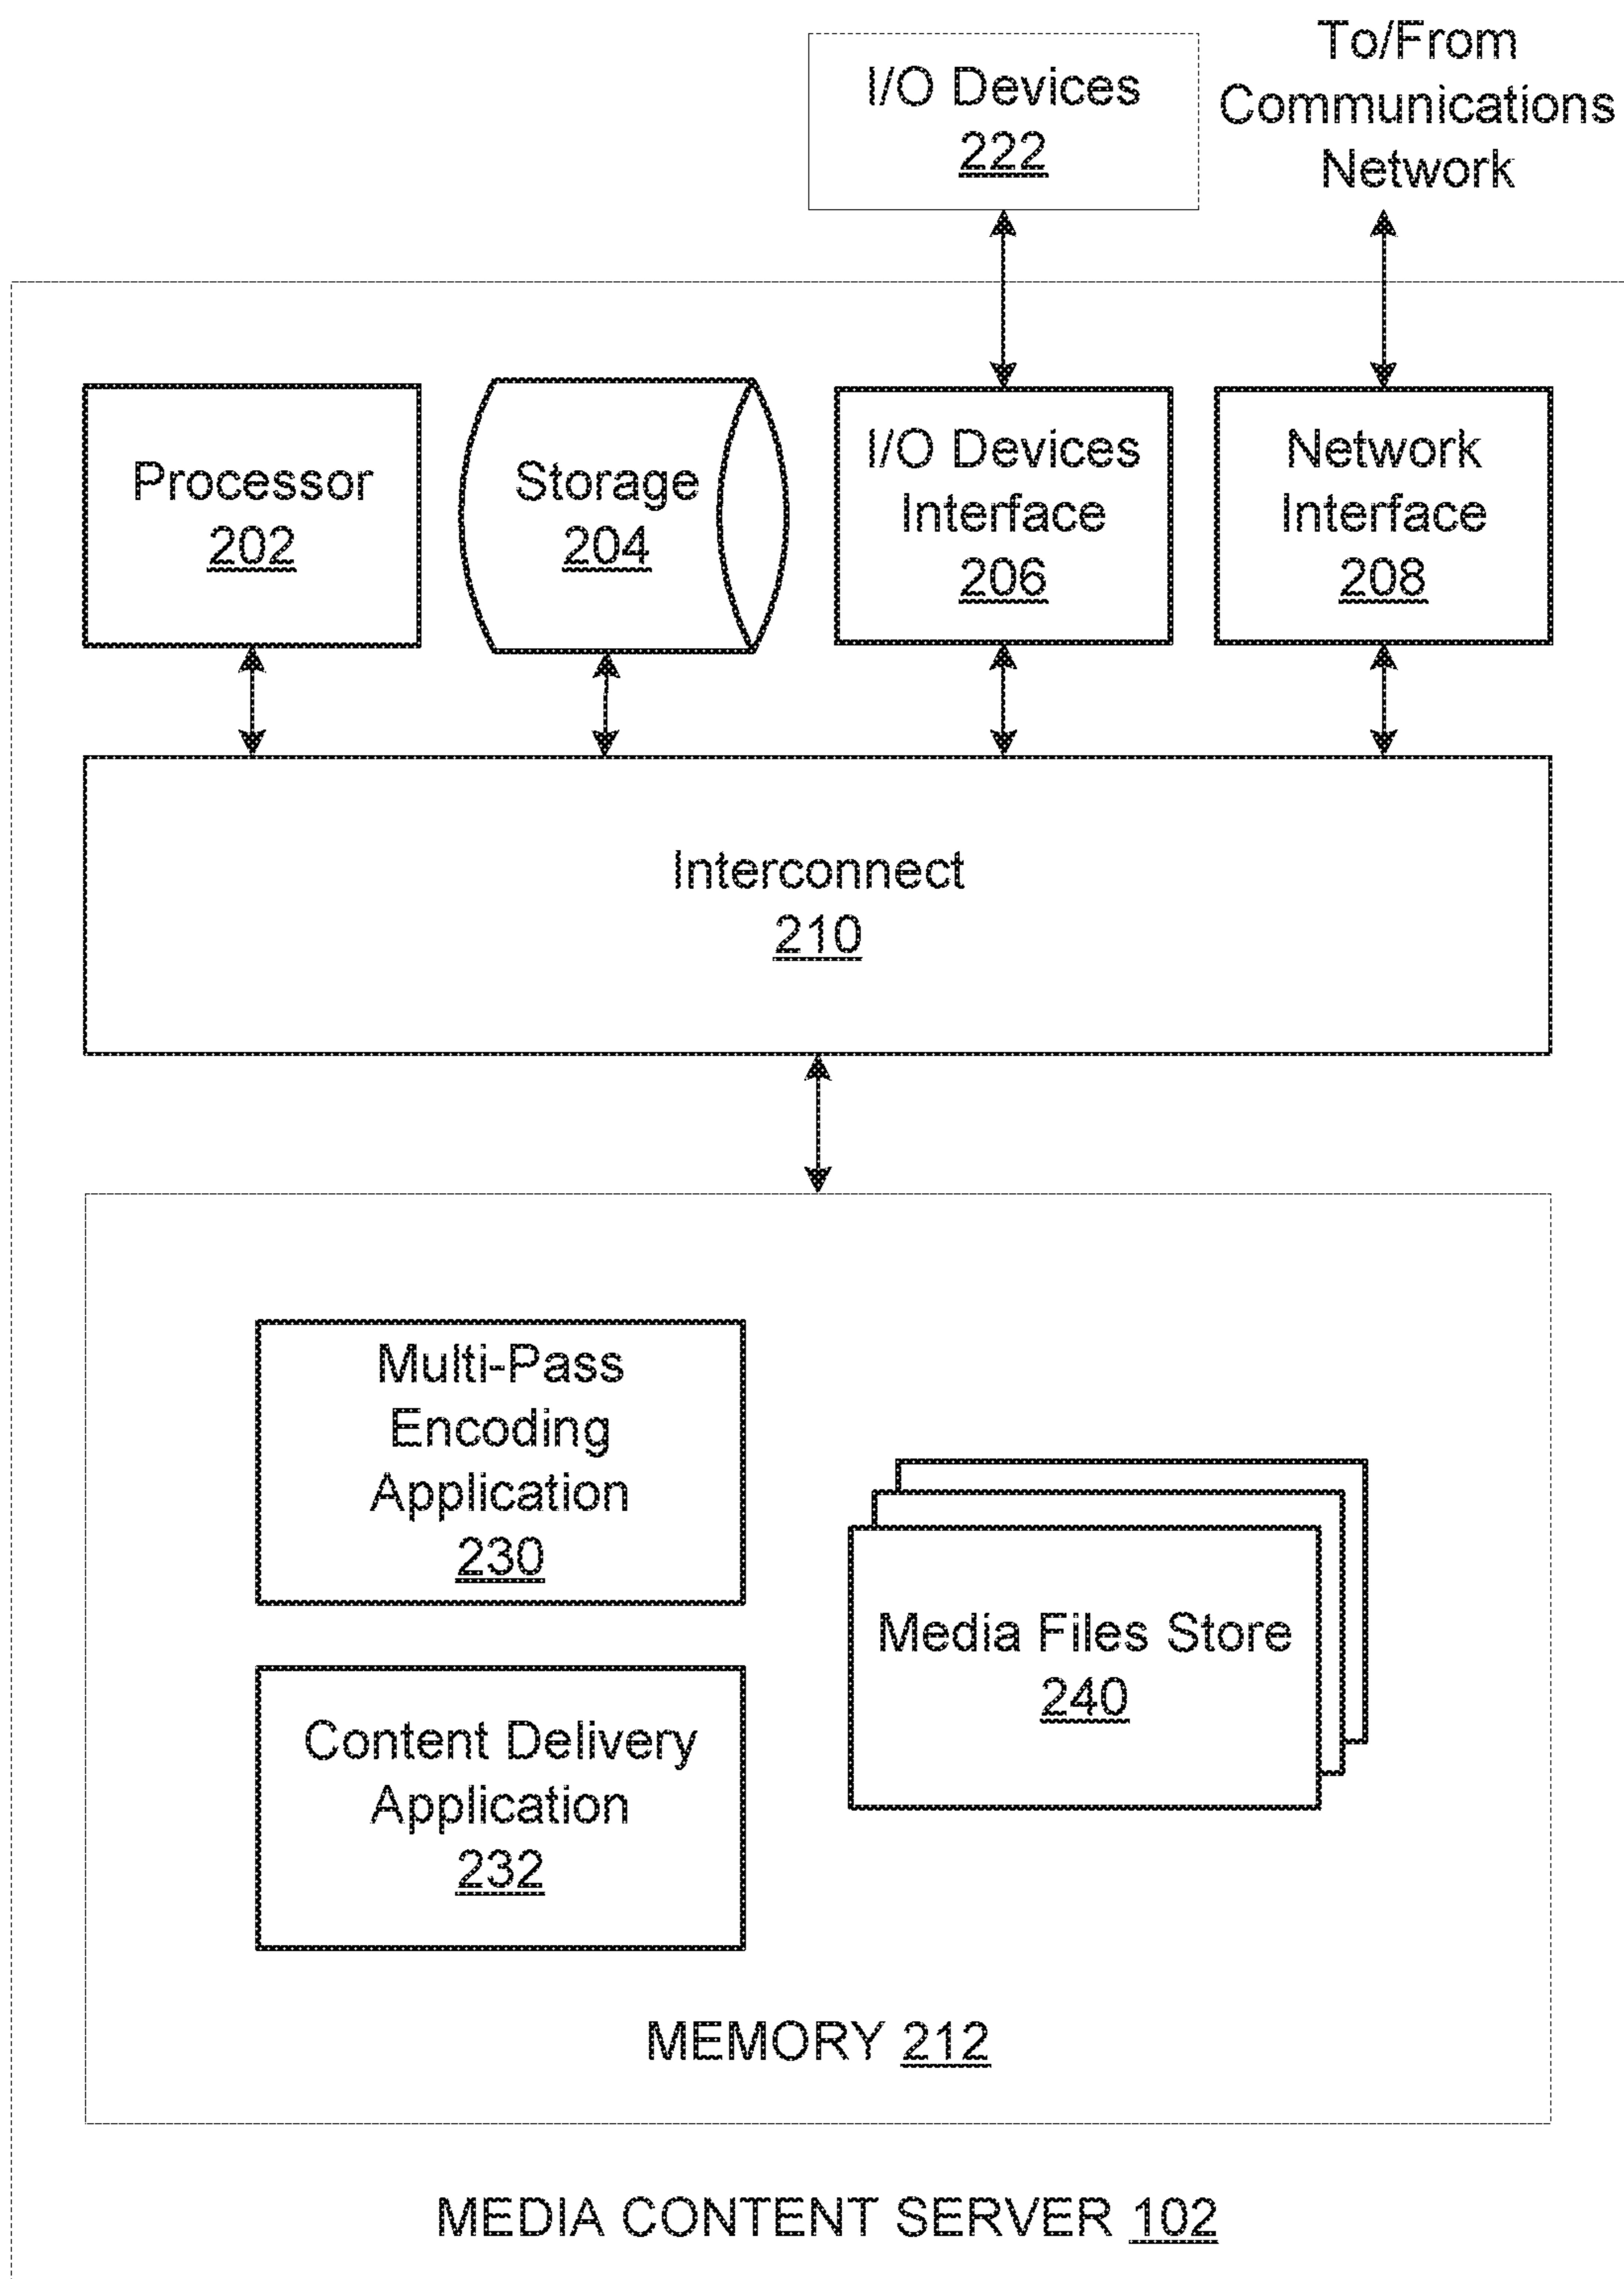 I/O Devices
222
To/From
Communications
Network
Processor
202
Storage
204
I/O Devices
Interface
206
Network
Interface
208
Interconnect
210
Multi-Pass
Encoding
Application
230
Media Files Store
240
Content Delivery
Application
232
MEMORY 212
MEDIA CONTENT SERVER 102